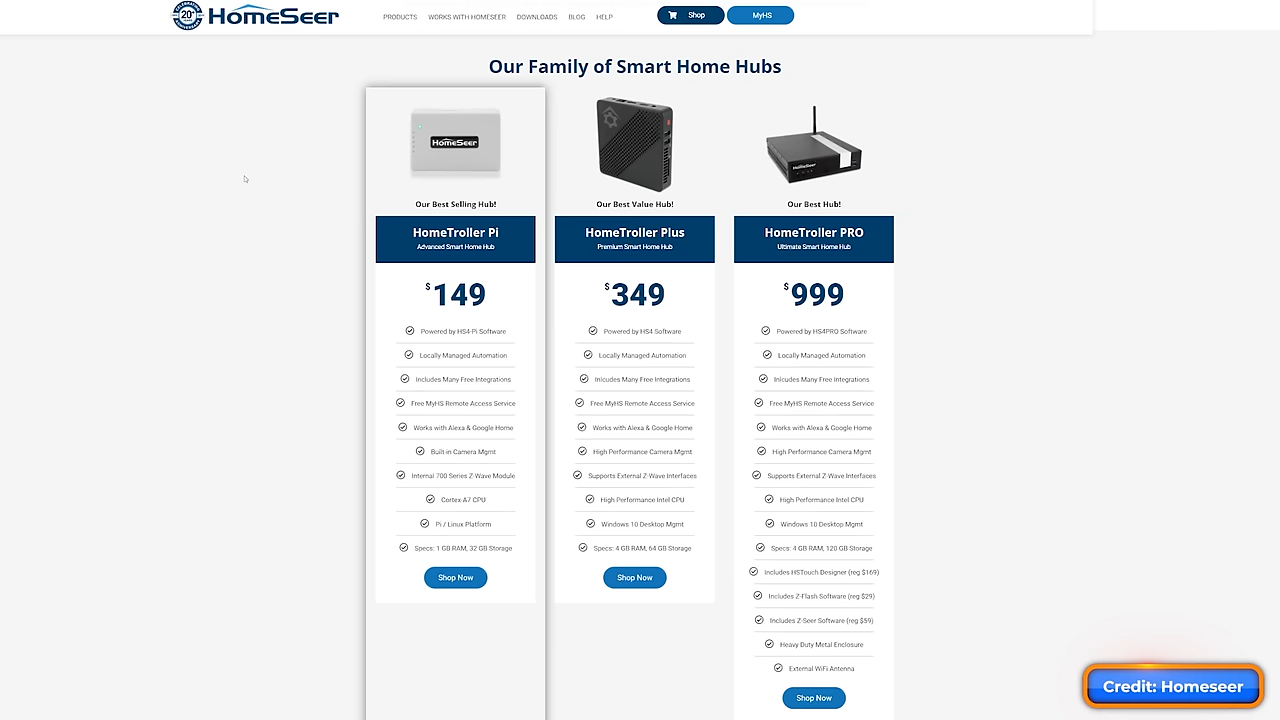 20
HomeSeer
PRODUCTS WORKS WITH HOMESEER DOWNLOADS BLOG HELP Shop MyHS
Our Family of Smart Home Hubs
HomeSeer
Our Best Selling Hub!
HomeTroller Pi
Advanced Smart Home Hub
$149
Powered by HS4-Pi Software
Locally Managed Automation
Includes Many Free Integrations
Free MyHS Remote Access Service
Works with Alexa & Google Home
Built in Camera Mgmt
Internal 700 Series Z-Wave Module
Cortex-A7 CPU
Pi / Linux Platform
Specs: 1 GB RAM, 32 GB Storage
Shop Now
Our Best Value Hub!
HomeTroller Plus
Premium Smart Home Hub
$349
Powered by HS4 Software
Locally Managed Automation
Inlcudes Many Free Integrations
Free MyHS Remote Access Service
Works with Alexa & Google Home
High Performance Camera Mgmt
Supports External Z-Wave Interfaces
High Performance Intel CPU
Windows 10 Desktop Mgmt
Specs: 4 GB RAM, 64 GB Storage
Shop Now
HomeSeer
Our Best Hub!
HomeTroller PRO
Ultimate Smart Home Hub
$999
Powered by HS4PRO Software
Locally Managed Automation
Inlcudes Many Free Integrations
Free MyHS Remote Access Service
Works with Alexa & Google Home
High Performance Camera Mgmt
Supports External Z-Wave Interfaces
High Performance Intel CPU
Windows 10 Desktop Mgmt
Specs: 4 GB RAM, 120 GB Storage
Includes HSTouch Designer (reg $169)
Includes Z-Flash Software (reg $29)
Includes Z-Seer Software (reg $59)
Heavy Duty Metal Enclosure
External WiFi Antenna
Shop Now
Credit: Homeseer